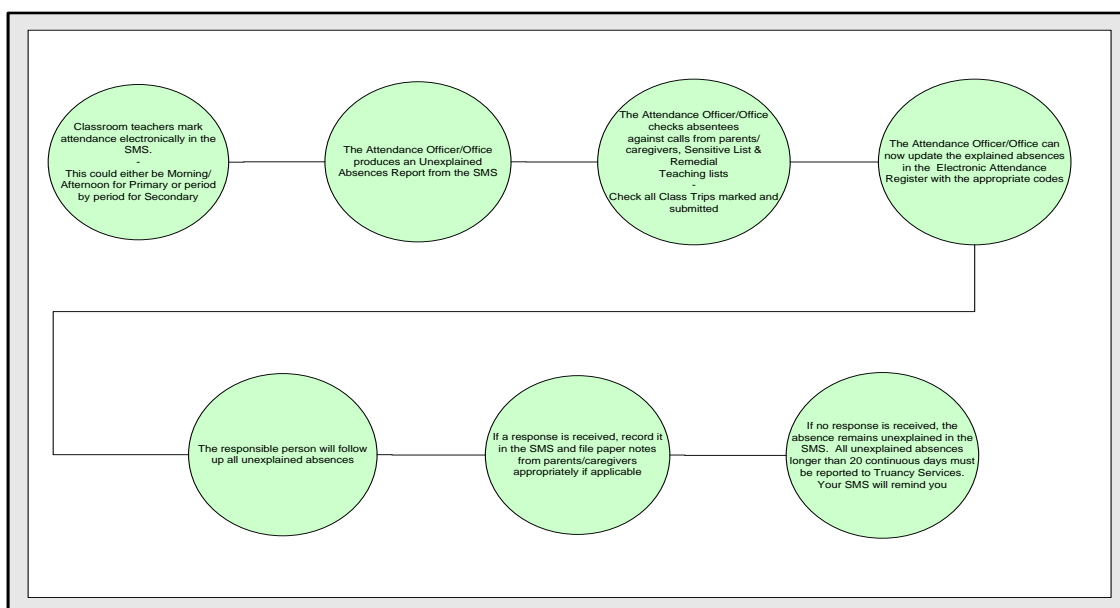 Classroom teachers mark
attendance electronically in the
SMS.
-
This could either be Morning/
Afternoon for Primary or period
by period for Secondary
The Attendance Officer/Office
produces an Unexplained
Absences Report from the SMS
The Attendance Officer/Office
checks absentees
against calls from parents/
caregivers, Sensitive List &
Remedial
Teaching lists
-
Check all Class Trips marked and
submitted
The Attendance Officer/Office can
now update the explained absences
in the Electronic Attendance
Register with the appropriate codes
The responsible person will follow
up all unexplained absences
If a response is received, record it
in the SMS and file paper notes
from parents/caregivers
appropriately if applicable
If no response is received, the
absence remains unexplained in the
SMS. All unexplained absences
longer than 20 continuous days must
be reported to Truancy Services.
Your SMS will remind you